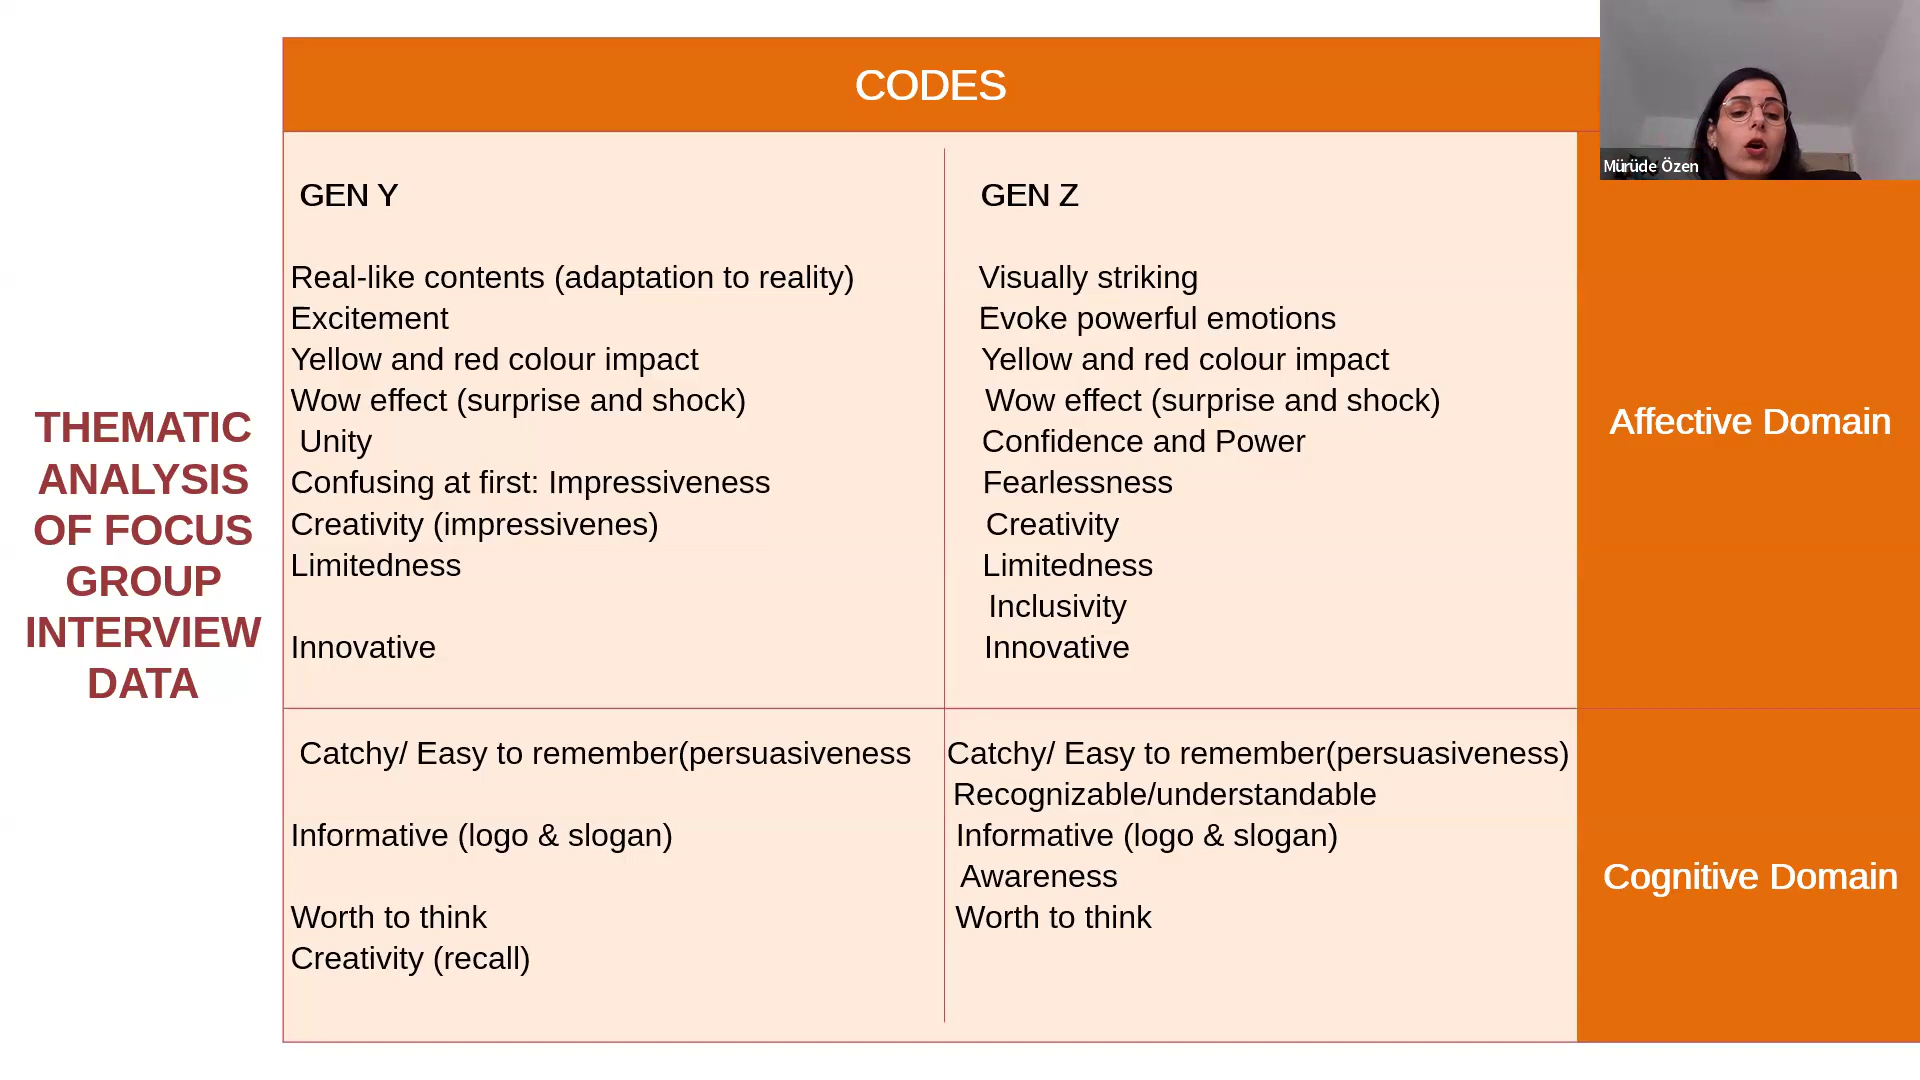 CODES
Mürüde Özen
THEMATIC
ANALYSIS
OF FOCUS
GROUP
INTERVIEW
DATA
GEN Y
Real-like contents (adaptation to reality)
Excitement
Yellow and red colour impact
Wow effect (surprise and shock)
Unity
Confusing at first: Impressiveness
Creativity (impressivenes)
Limitedness
Innovative
GEN Z
Visually striking
Evoke powerful emotions
Yellow and red colour impact
Wow effect (surprise and shock)
Confidence and Power
Fearlessness
Creativity
Limitedness
Inclusivity
Innovative
Affective Domain
Catchy/ Easy to remember(persuasiveness
Informative (logo & slogan)
Worth to think
Creativity (recall)
Catchy/ Easy to remember(persuasiveness)
Recognizable/understandable
Informative (logo & slogan)
Awareness
Worth to think
Cognitive Domain